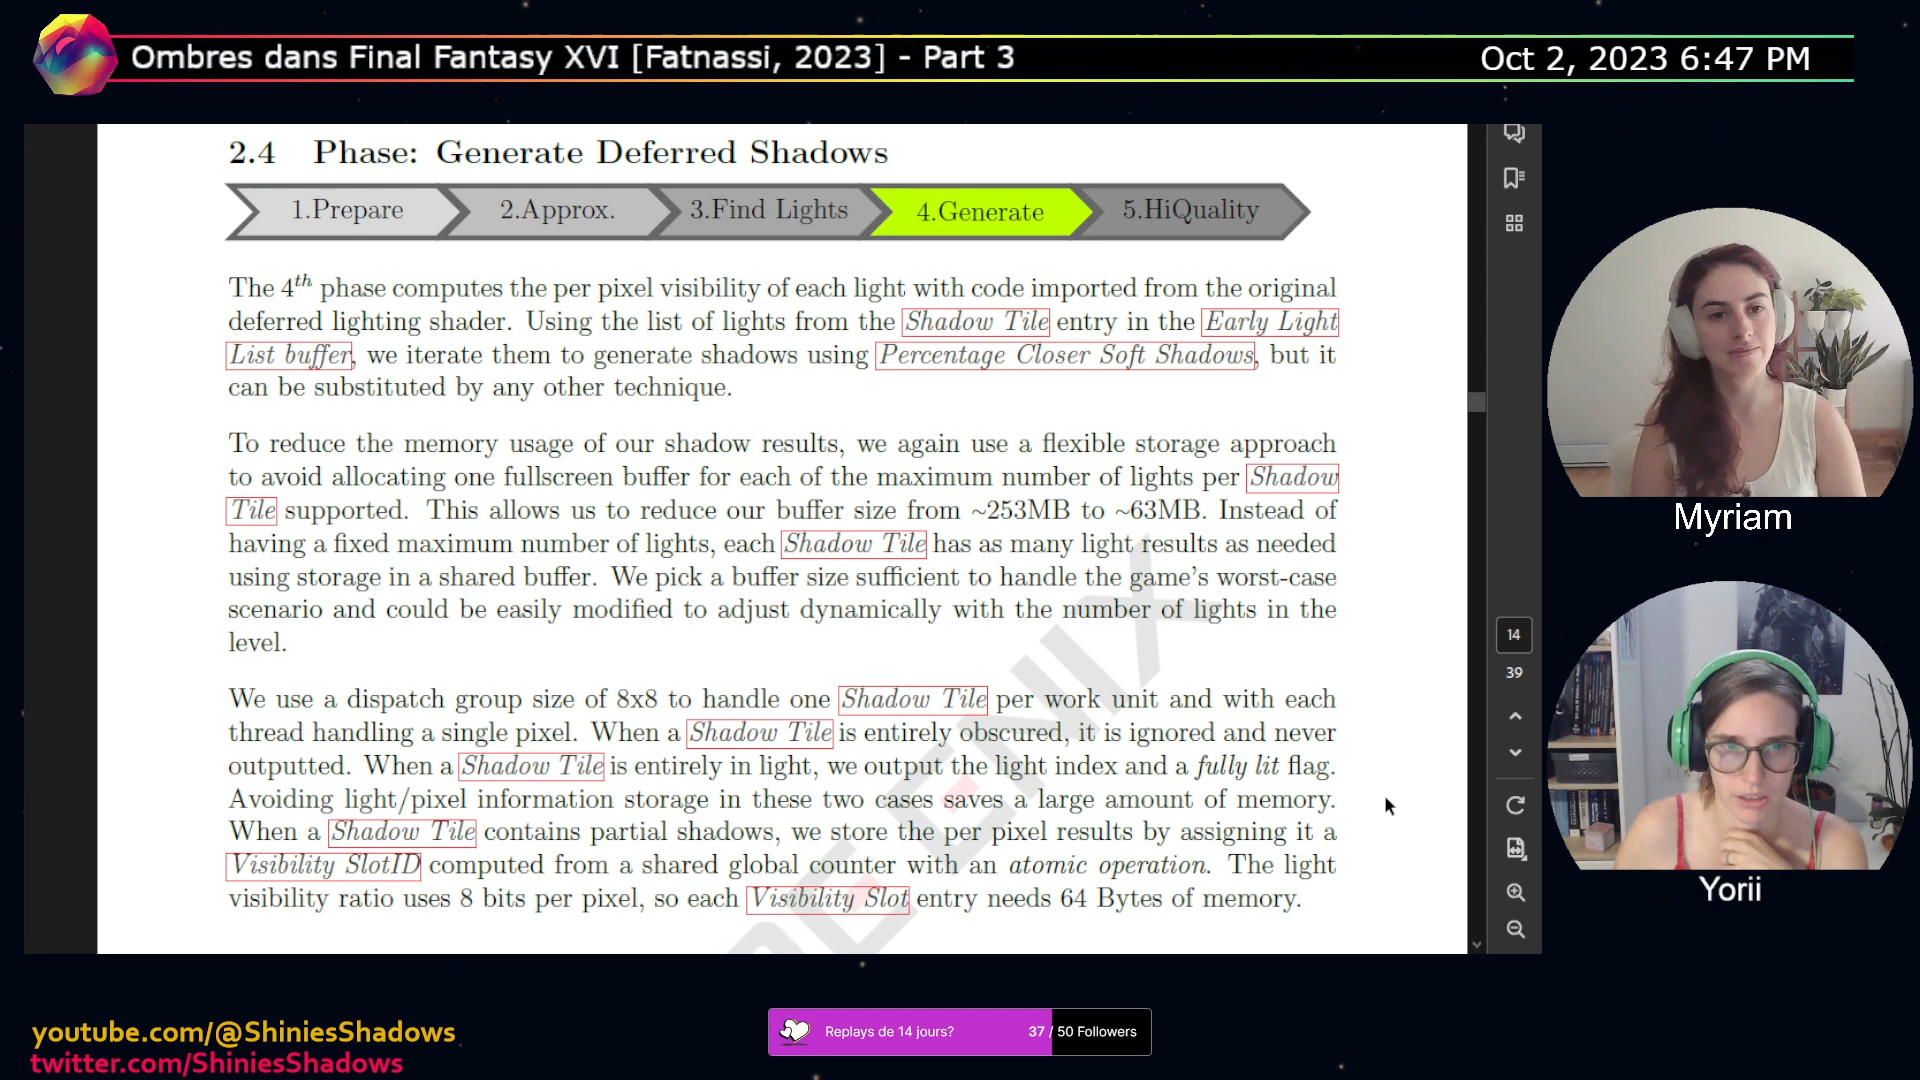 Ombres dans Final Fantasy XVI [Fatnassi, 2023] - Part 3
Oct 2, 2023 6:47 PM
2.4 Phase: Generate Deferred Shadows
1.Prepare
2.Approx.
3.Find Lights
4.Generate
5.HiQuality
The 4th phase computes the per pixel visibility of each light with code imported from the original
deferred lighting shader. Using the list of lights from the Shadow Tile entry in the Early Light
List buffer, we iterate them to generate shadows using Percentage Closer Soft Shadows, but it
can be substituted by any other technique.
To reduce the memory usage of our shadow results, we again use a flexible storage approach
to avoid allocating one fullscreen buffer for each of the maximum number of lights per Shadow
Tile supported. This allows us to reduce our buffer size from ~253MB to ~63MB. Instead of
having a fixed maximum number of lights, each Shadow Tile has as many light results as needed
using storage in a shared buffer. We pick a buffer size sufficient to handle the game's worst-case
scenario and could be easily modified to adjust dynamically with the number of lights in the
level.
We use a dispatch group size of 8x8 to handle one Shadow Tile per work unit and with each
thread handling a single pixel. When a Shadow Tile is entirely obscured, it is ignored and never
outputted. When a Shadow Tile is entirely in light, we output the light index and a fully lit flag.
Avoiding light/pixel information storage in these two cases saves a large amount of memory.
When a Shadow Tile contains partial shadows, we store the per pixel results by assigning it a
Visibility SlotID computed from a shared global counter with an atomic operation. The light
visibility ratio uses 8 bits per pixel, so each Visibility Slot entry needs 64 Bytes of memory.
ENIX
14
39
Myriam
Yorii
youtube.com/@ShiniesShadows
twitter.com/ShiniesShadows
Replays de 14 jours?
37 / 50 Followers